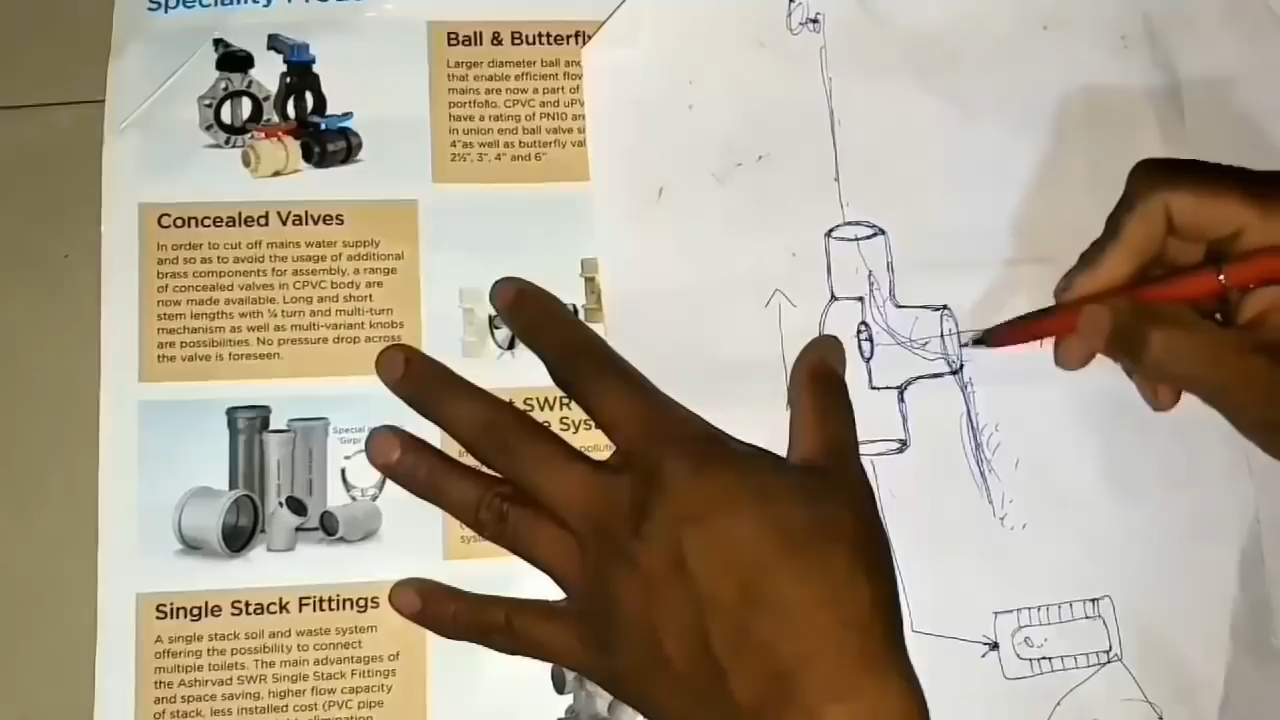 Speciality
Ball & Butterfly
Larger diameter ball and
that enable efficient flow
mains are now a part of
portfolio. CPVC and uPV
have a rating of PN10 an
in union end ball valve si
4"as well as butterfly val
2½", 3", 4" and 6"
Concealed Valves
In order to cut off mains water supply
and so as to avoid the usage of additional
brass components for assembly, a range
of concealed valves in CPVC body are
now made available. Long and short
stem lengths with ¼ turn and multi-turn
mechanism as well as multi-variant knobs
are possibilities. No pressure drop across
the valve is foreseen.
SWR
e Syst
Special
Single Stack Fittings
A single stack soil and waste system
offering the possibility to connect
multiple toilets. The main advantages of
the Ashirvad SWR Single Stack Fittings
and space saving, higher flow capacity
of stack, less installed cost (PVC pipe